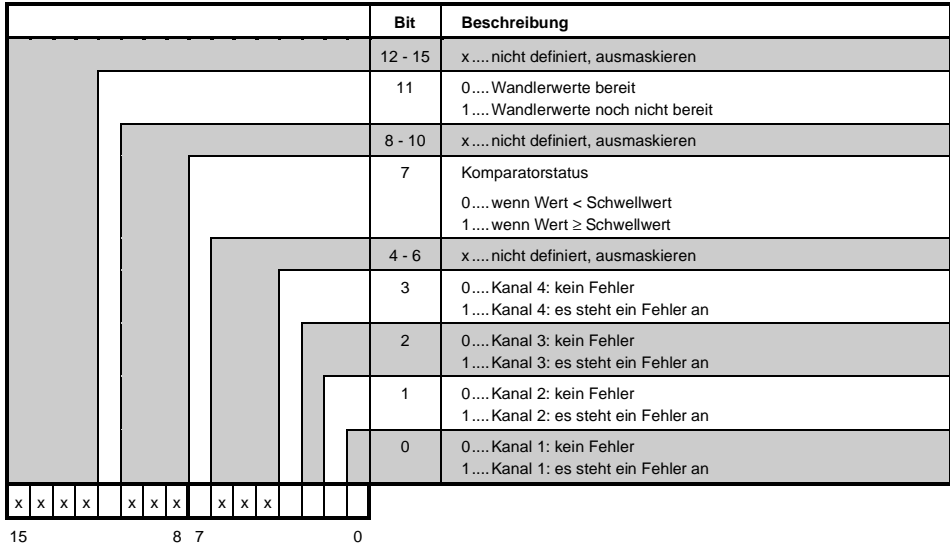 Bit Beschreibung
12 - 15 x....nicht definiert, ausmaskieren
11 0....Wandlerwerte bereit
1....Wandlerwerte noch nicht bereit
8 - 10 x....nicht definiert, ausmaskieren
7 Komparatorstatus
0....wenn Wert < Schwellwert
1....wenn Wert ≥ Schwellwert
4 - 6 x....nicht definiert, ausmaskieren
3 0....Kanal 4: kein Fehler
1....Kanal 4: es steht ein Fehler an
2 0....Kanal 3: kein Fehler
1....Kanal 3: es steht ein Fehler an
1 0....Kanal 2: kein Fehler
1....Kanal 2: es steht ein Fehler an
0 0....Kanal 1: kein Fehler
1....Kanal 1: es steht ein Fehler an
x x x x x x x x x x
15 8 7 0